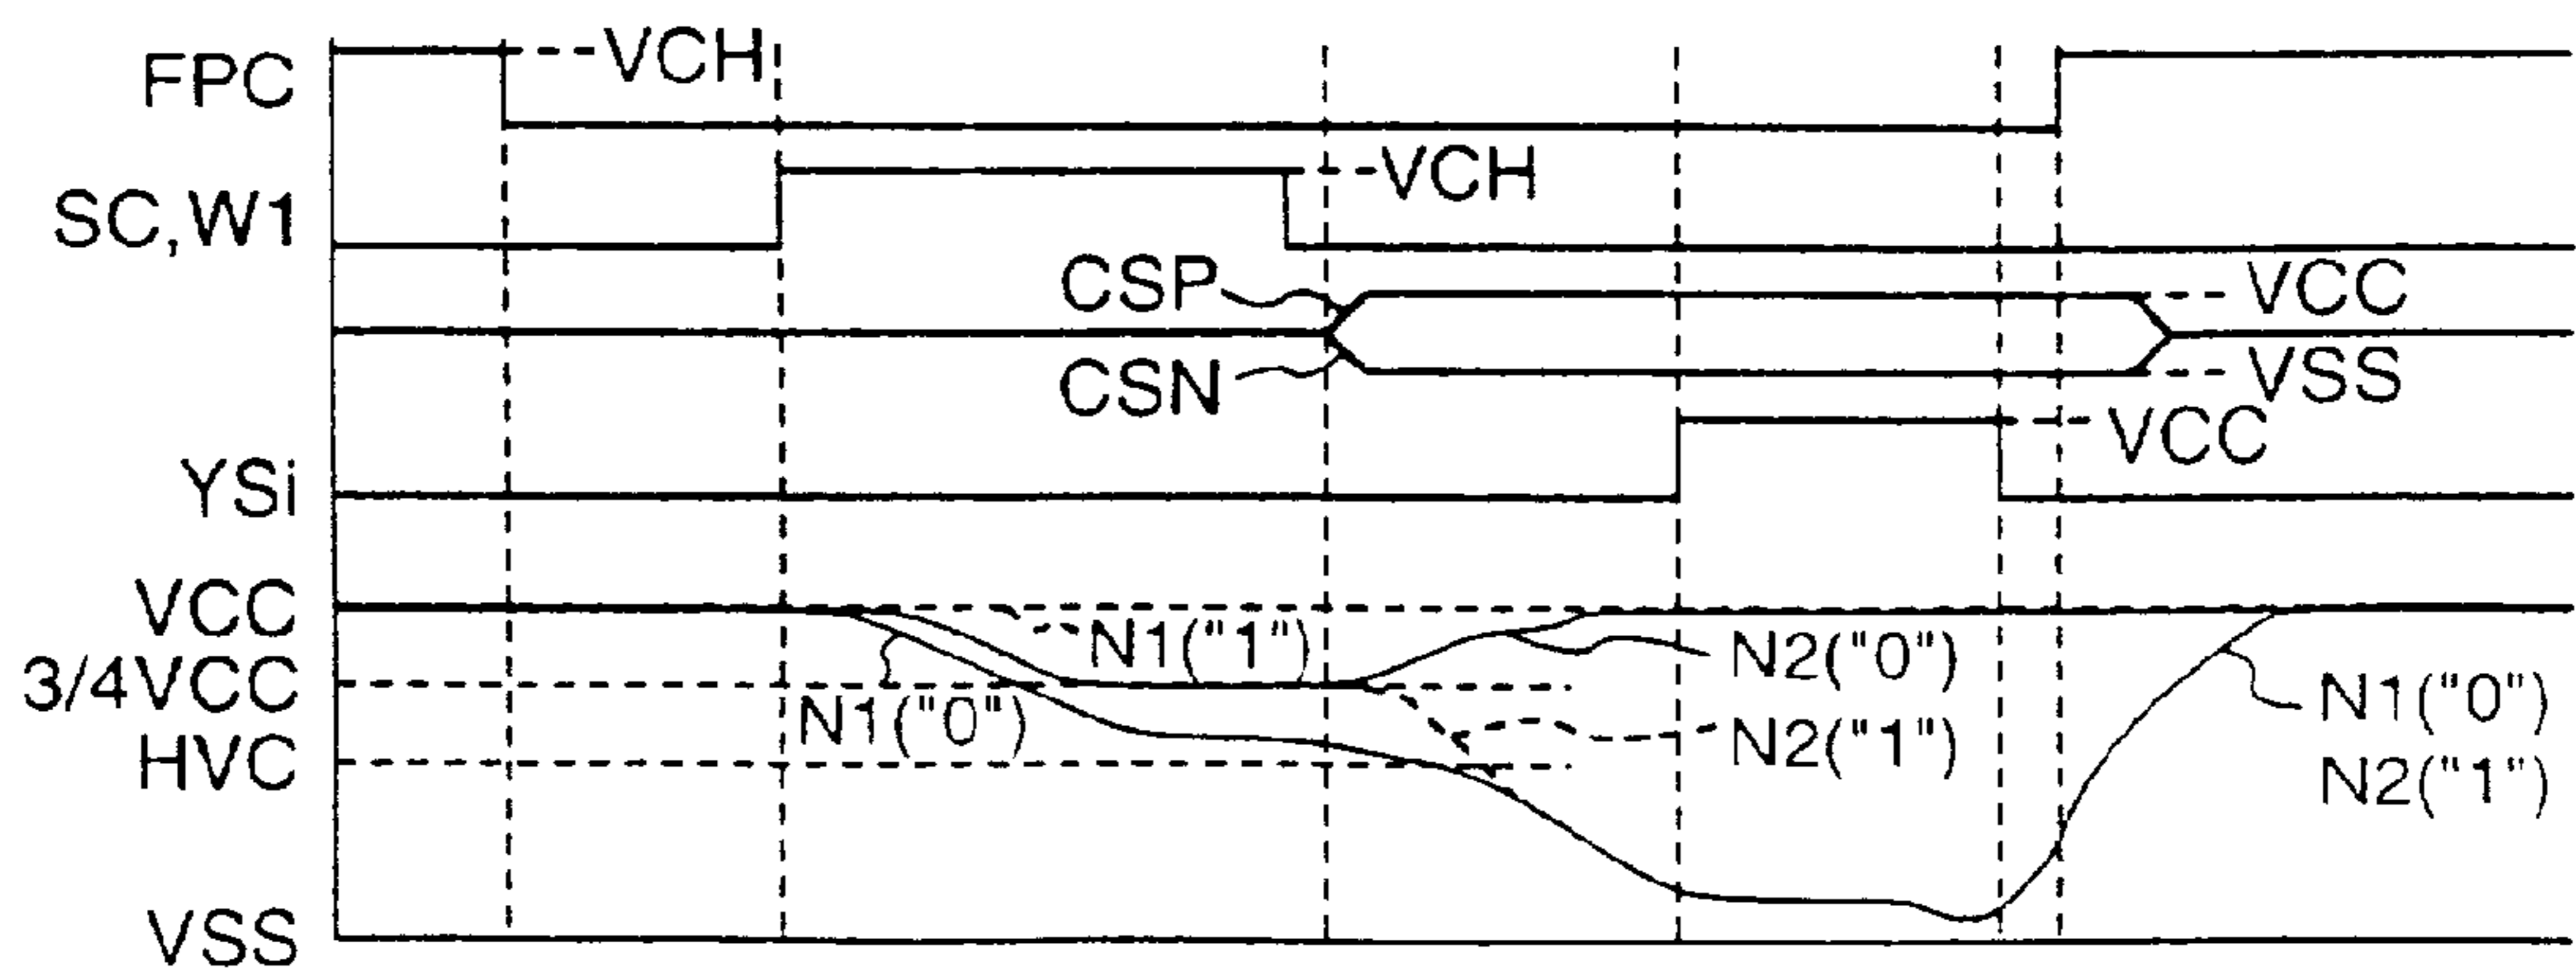 FPC
VCH
SC,W1
VCH
CSP
VCC
CSN
VSS
VCC
YSi
VCC
N1("1")
N2("0")
3/4VCC
N1("0")
N1("0")
N2("1")
HVC
N2("1")
VSS